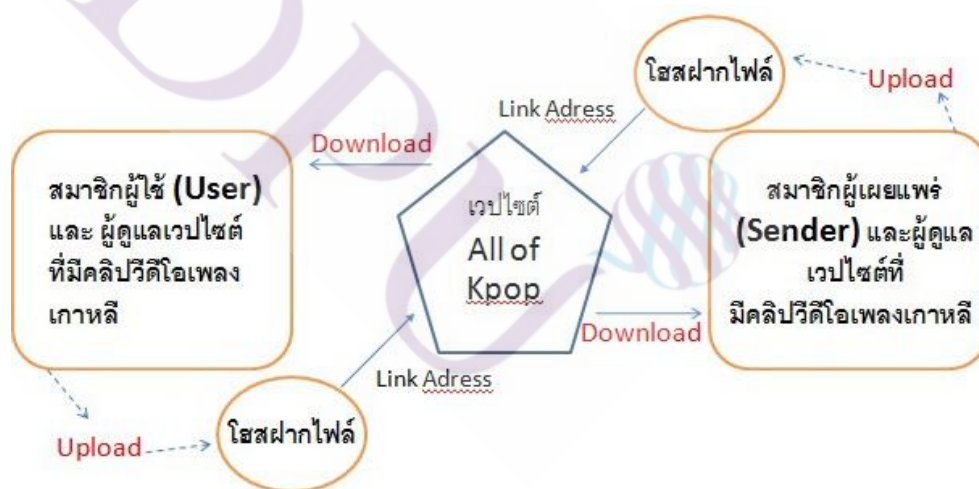 โฮสฝากไฟล์
Upload
Link Adress
Download
สมาชิกผู้ใช้ (User)
และ ผู้ดูแลเวปไซต์
ที่มีคลิปวีดีโอเพลง
เกาหลี
เวปไซต์
All of
Kpop
สมาชิกผู้เผยแพร่
(Sender) และผู้ดูแล
เวปไซต์ที่
มีคลิปวีดีโอเพลงเกาหลี
Download
Link Adress
โฮสฝากไฟล์
Upload
DPU